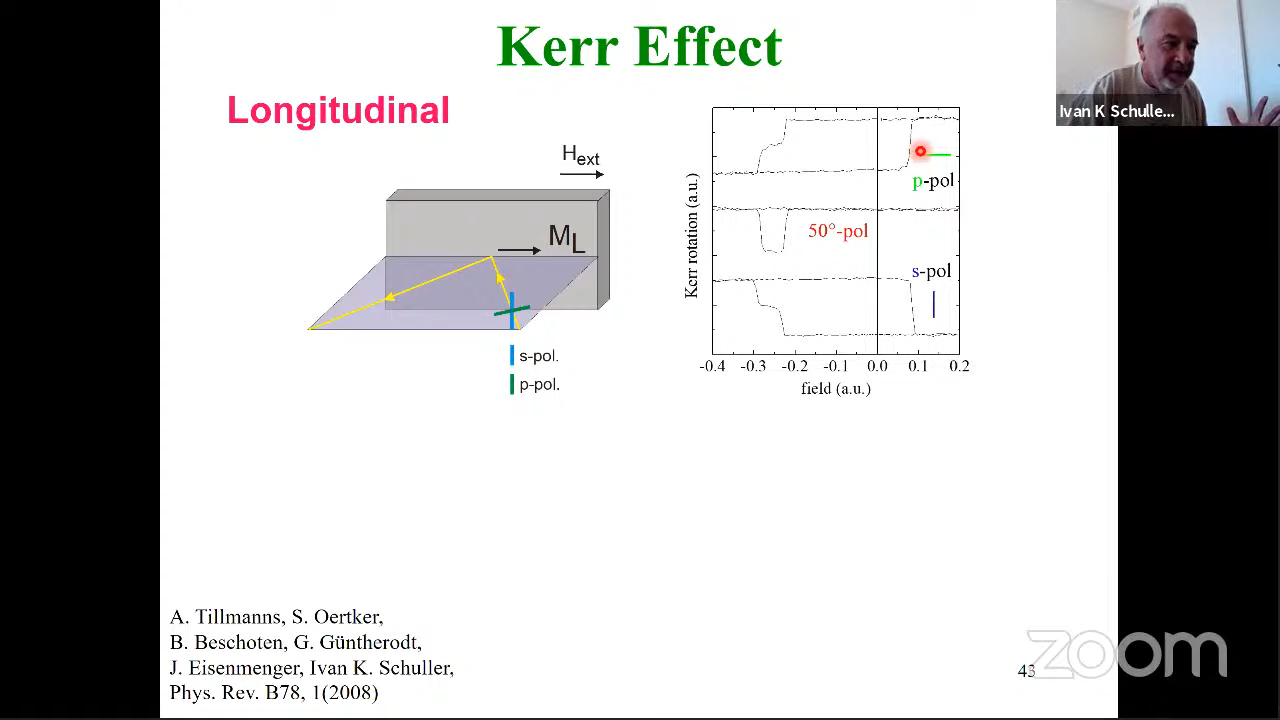 Kerr Effect
Longitudinal
Hext
ML
s-pol.
p-pol.
Kerr rotation (a.u.)
p-pol
50°-pol
s-pol
-0.4 -0.3 -0.2 -0.1 0.0 0.1 0.2
field (a.u.)
Ivan K Schulle...
A. Tillmanns, S. Oertker,
B. Beschoten, G. Güntherodt,
J. Eisenmenger, Ivan K. Schuller,
Phys. Rev. B78, 1(2008)
43
zoom